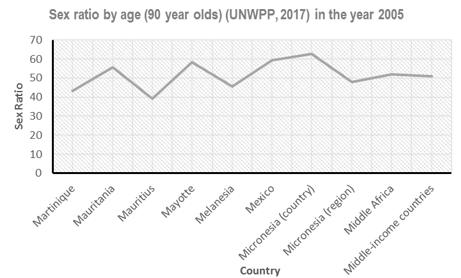 Sex ratio by age (90 year olds) (UNWPP, 2017) in the year 2005
70
60
50
40
30
20
10
0
Sex Ratio
Martinique
Mauritania
Mauritius
Mayotte
Melanesia
Mexico
Micronesia (country)
Micronesia (region)
Middle Africa
Middle-income countries
Country